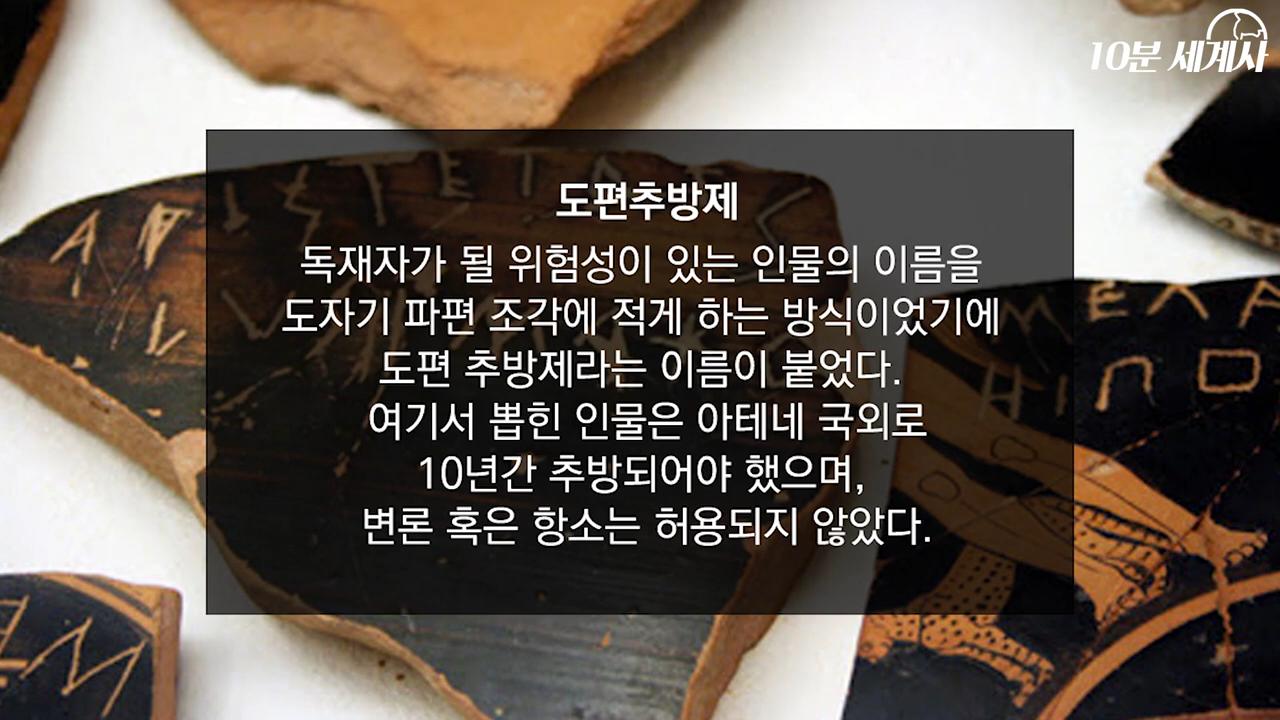 10분 세계사
도편추방제
독재자가 될 위험성이 있는 인물의 이름을
도자기 파편 조각에 적게 하는 방식이었기에
도편 추방제라는 이름이 붙었다.
여기서 뽑힌 인물은 아테네 국외로
10년간 추방되어야 했으며,
변론 혹은 항소는 허용되지 않았다.